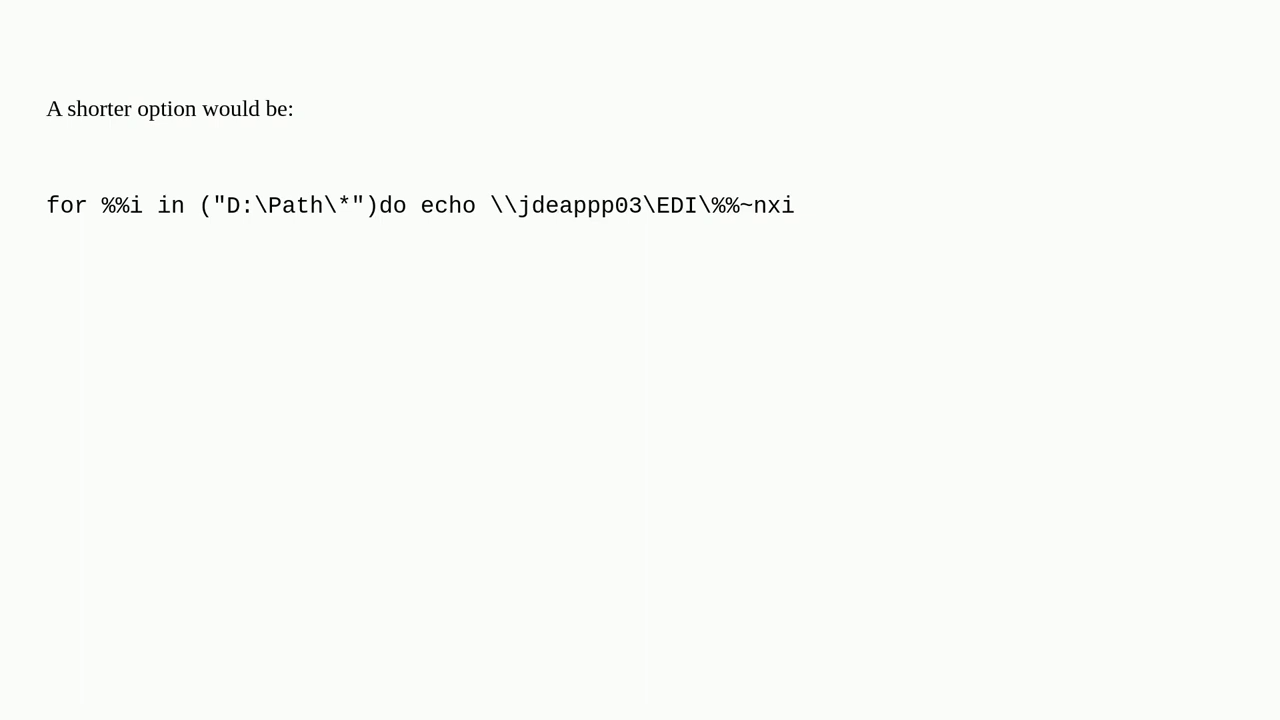 A shorter option would be:
for %%i in ("D:\Path\*")do echo \\jdeappp03\EDI\%%~nxi